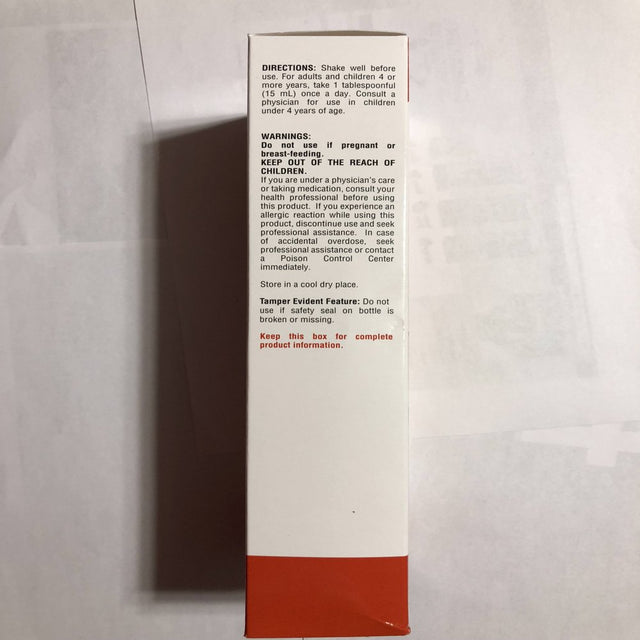 DIRECTIONS: Shake well before
use. For adults and children 4 or
more years, take 1 tablespoonful
(15 mL) once a day. Consult a
physician for use in children
under 4 years of age.
WARNINGS:
Do not use if pregnant or
breast-feeding.
KEEP OUT OF THE REACH OF
CHILDREN.
If you are under a physician's care
or taking medication, consult your
health professional before using
this product. If you experience an
allergic reaction while using this
product, discontinue use and seek
professional assistance. In case
of accidental overdose, seek
professional assistance or contact
a Poison Control Center
immediately.
Store in a cool dry place.
Tamper Evident Feature: Do not
use if safety seal on bottle is
broken or missing.
Keep this box for complete
product information.